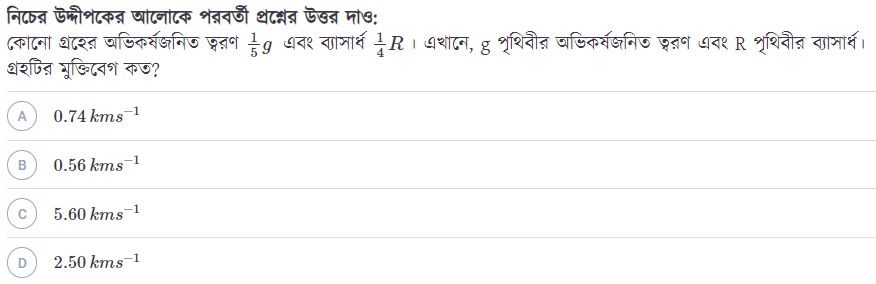 নিচের উদ্দীপকের আলোকে পরবর্তী প্রশ্নের উত্তর দাও:
কোনো গ্রহের অভিকর্ষজনিত ত্বরণ $\frac{1}{5}g$ এবং ব্যাসার্ধ $\frac{1}{4}R$ । এখানে, g পৃথিবীর অভিকর্ষজনিত ত্বরণ এবং R পৃথিবীর ব্যাসার্ধ।
গ্রহটির মুক্তিবেগ কত?
A 0.74 $kms^{-1}$
B 0.56 $kms^{-1}$
C 5.60 $kms^{-1}$
D 2.50 $kms^{-1}$